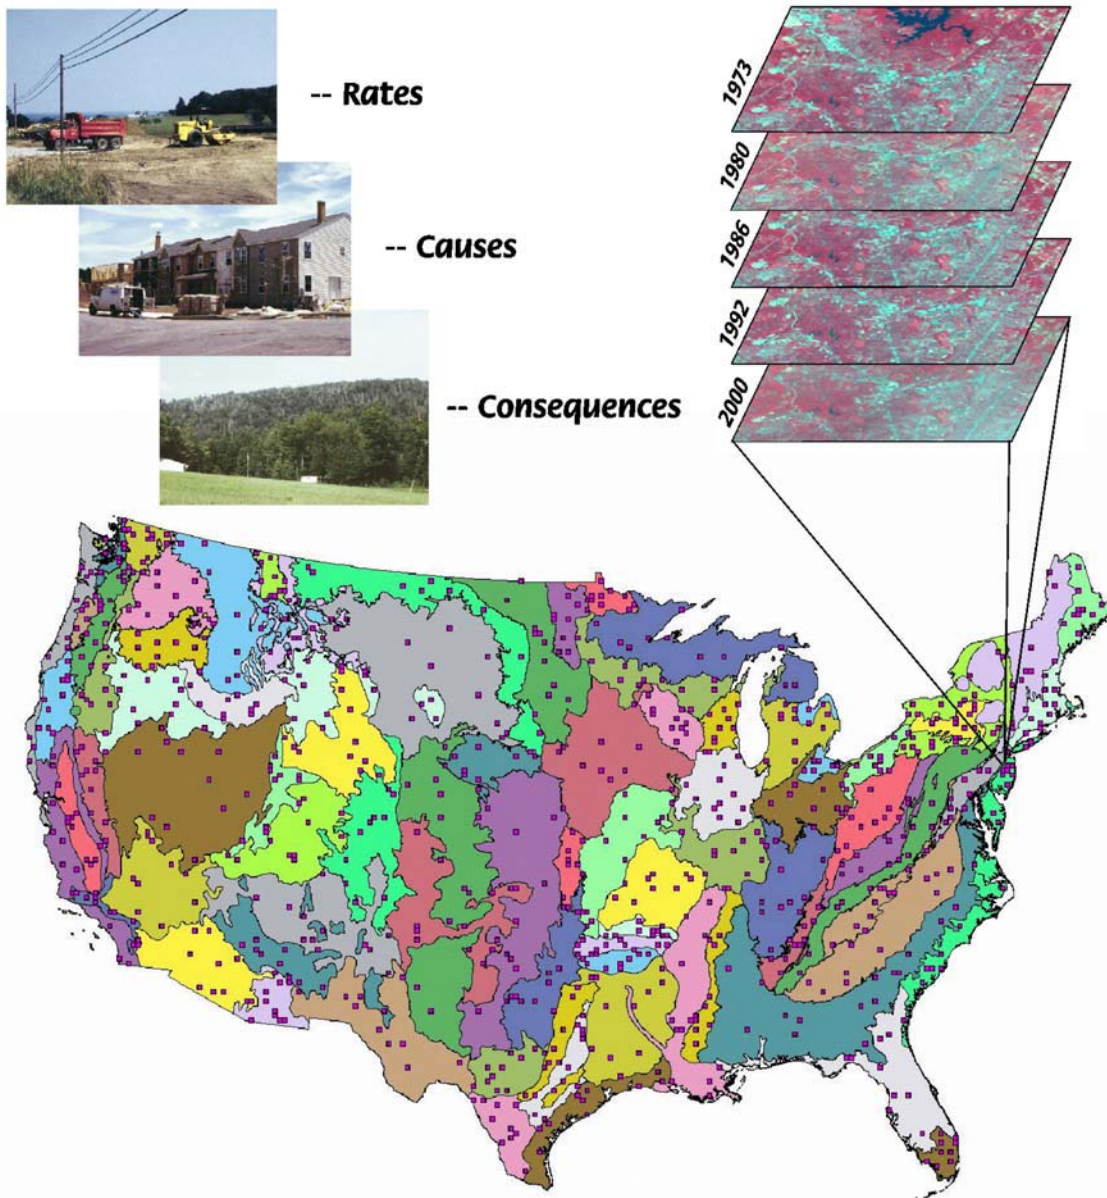 -- Rates
-- Causes
-- Consequences
1973
1980
1986
1992
2000